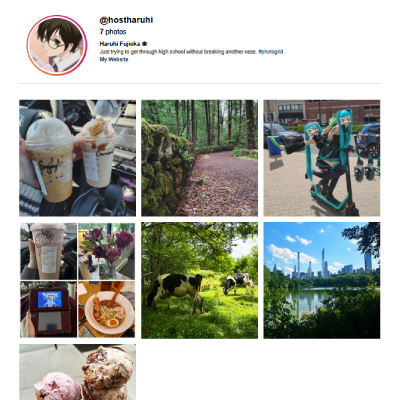 @hostharuhi
7 photos
Haruhi Fujioka ❀
Just trying to get through high school without breaking another vase. #photogrid
My Website